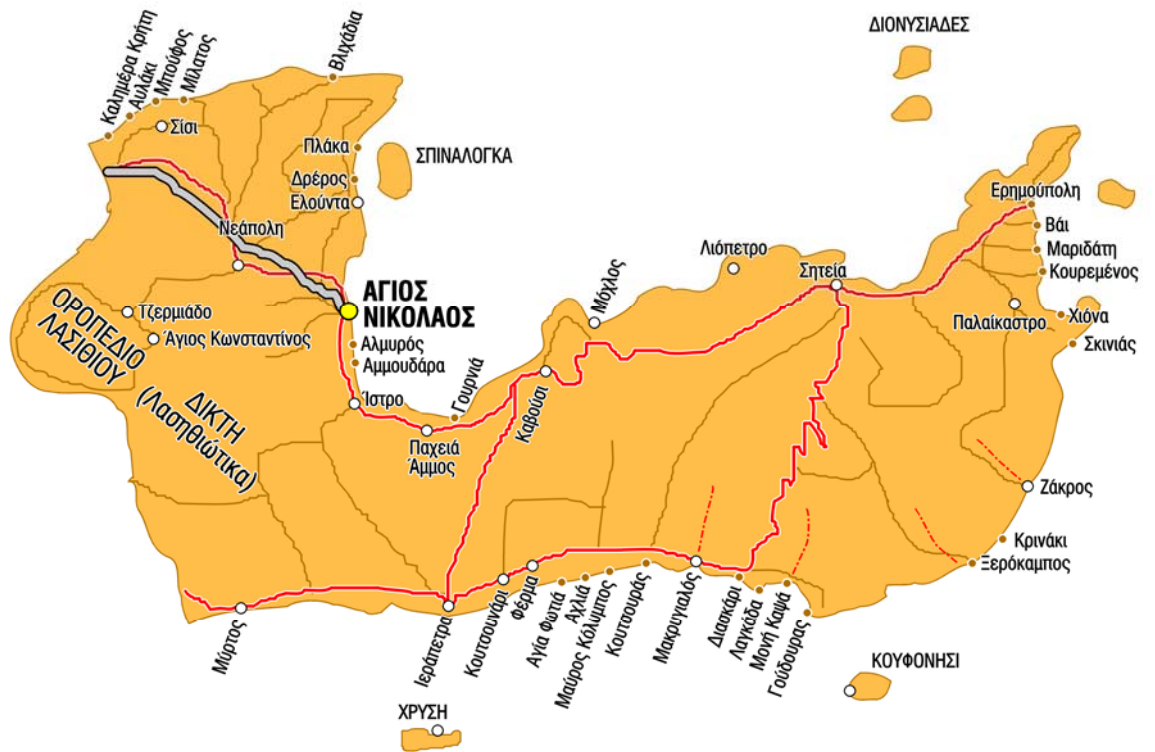 ΔΙΟΝΥΣΙΑΔΕΣ
Καλημέρα Κρήτη
Αυλάκι
Μπούφος
Μίλατος
Βλιχάδια
Σίσι
Πλάκα
ΣΠΙΝΑΛΟΓΚΑ
Δρέρος
Ελούντα
Ερημούπολη
Νεάπολη
Βάι
Μαριδάτη
Λιόπετρο
Σητεία
Κουρεμένος
ΑΓΙΟΣ
ΝΙΚΟΛΑΟΣ
Μόχλος
ΟΡΟΠΕΔΙΟ
ΛΑΣΙΘΙΟΥ
Τζερμιάδο
Άγιος Κωνσταντίνος
Παλαίκαστρο
Χιόνα
Σκινιάς
Αλμυρός
Αμμουδάρα
Ίστρο
Γουρνιά
Καβούσι
ΔΙΚΤΗ
(Λασηθιώτικα)
Παχειά
Άμμος
Ζάκρος
Κρινάκι
Ξερόκαμπος
Μύρτος
Ιεράπετρα
Κουτσουνάρι
Φέρμα
Αγία Φωτιά
Αχλιά
Μαύρος Κόλυμπος
Κουτσουράς
Μακρυγιαλός
Διασκάρι
Λαγκάδα
Μονή Καψά
Γούδουρας
ΚΟΥΦΟΝΗΣΙ
ΧΡΥΣΗ